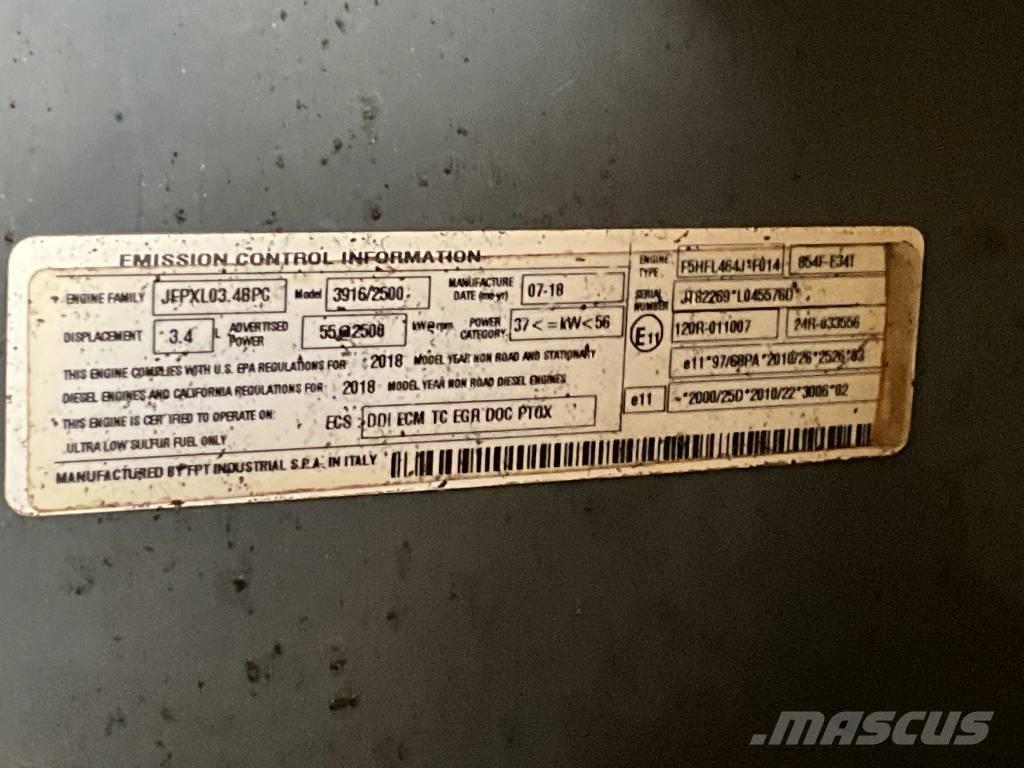 EMISSION CONTROL INFORMATION
ENGINE FAMILY JFPXL03.4BPC Model 3916/2500 MANUFACTURE DATE (mo-yr) 07-18
DISPLACEMENT 3.4 L ADVERTISED POWER 55@2500 kW@rpm POWER CATEGORY: 37<=kW<56
THIS ENGINE COMPLIES WITH U.S. EPA REGULATIONS FOR 2018 MODEL YEAR NON ROAD AND STATIONARY
DIESEL ENGINES AND CALIFORNIA REGULATIONS FOR 2018 MODEL YEAR NON ROAD DIESEL ENGINES.
THIS ENGINE IS CERTIFIED TO OPERATE ON: ECS: DDI ECM TC EGR DOC PTOX
ULTRA LOW SULFUR FUEL ONLY
MANUFACTURED BY FPT INDUSTRIAL S.P.A. IN ITALY
ENGINE TYPE F5HFL464J*F014 854F-E34T
SERIAL NUMBER JT82269*L045576D*
E11 120R-011007 24R-033556
e11*97/68PA*2010/26*2526*03
e11 *2000/25D*2010/22*3006*02
.MASCUS